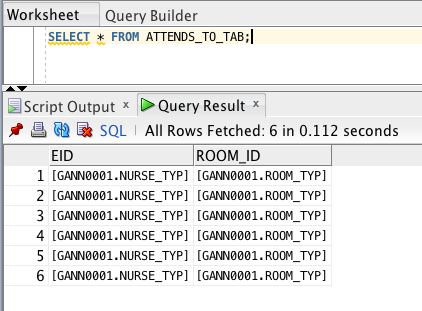 Worksheet Query Builder
SELECT * FROM ATTENDS_TO_TAB;
Script Output x Query Result x
SQL | All Rows Fetched: 6 in 0.112 seconds
EID ROOM_ID
1 [GANN0001.NURSE_TYP] [GANN0001.ROOM_TYP]
2 [GANN0001.NURSE_TYP] [GANN0001.ROOM_TYP]
3 [GANN0001.NURSE_TYP] [GANN0001.ROOM_TYP]
4 [GANN0001.NURSE_TYP] [GANN0001.ROOM_TYP]
5 [GANN0001.NURSE_TYP] [GANN0001.ROOM_TYP]
6 [GANN0001.NURSE_TYP] [GANN0001.ROOM_TYP]